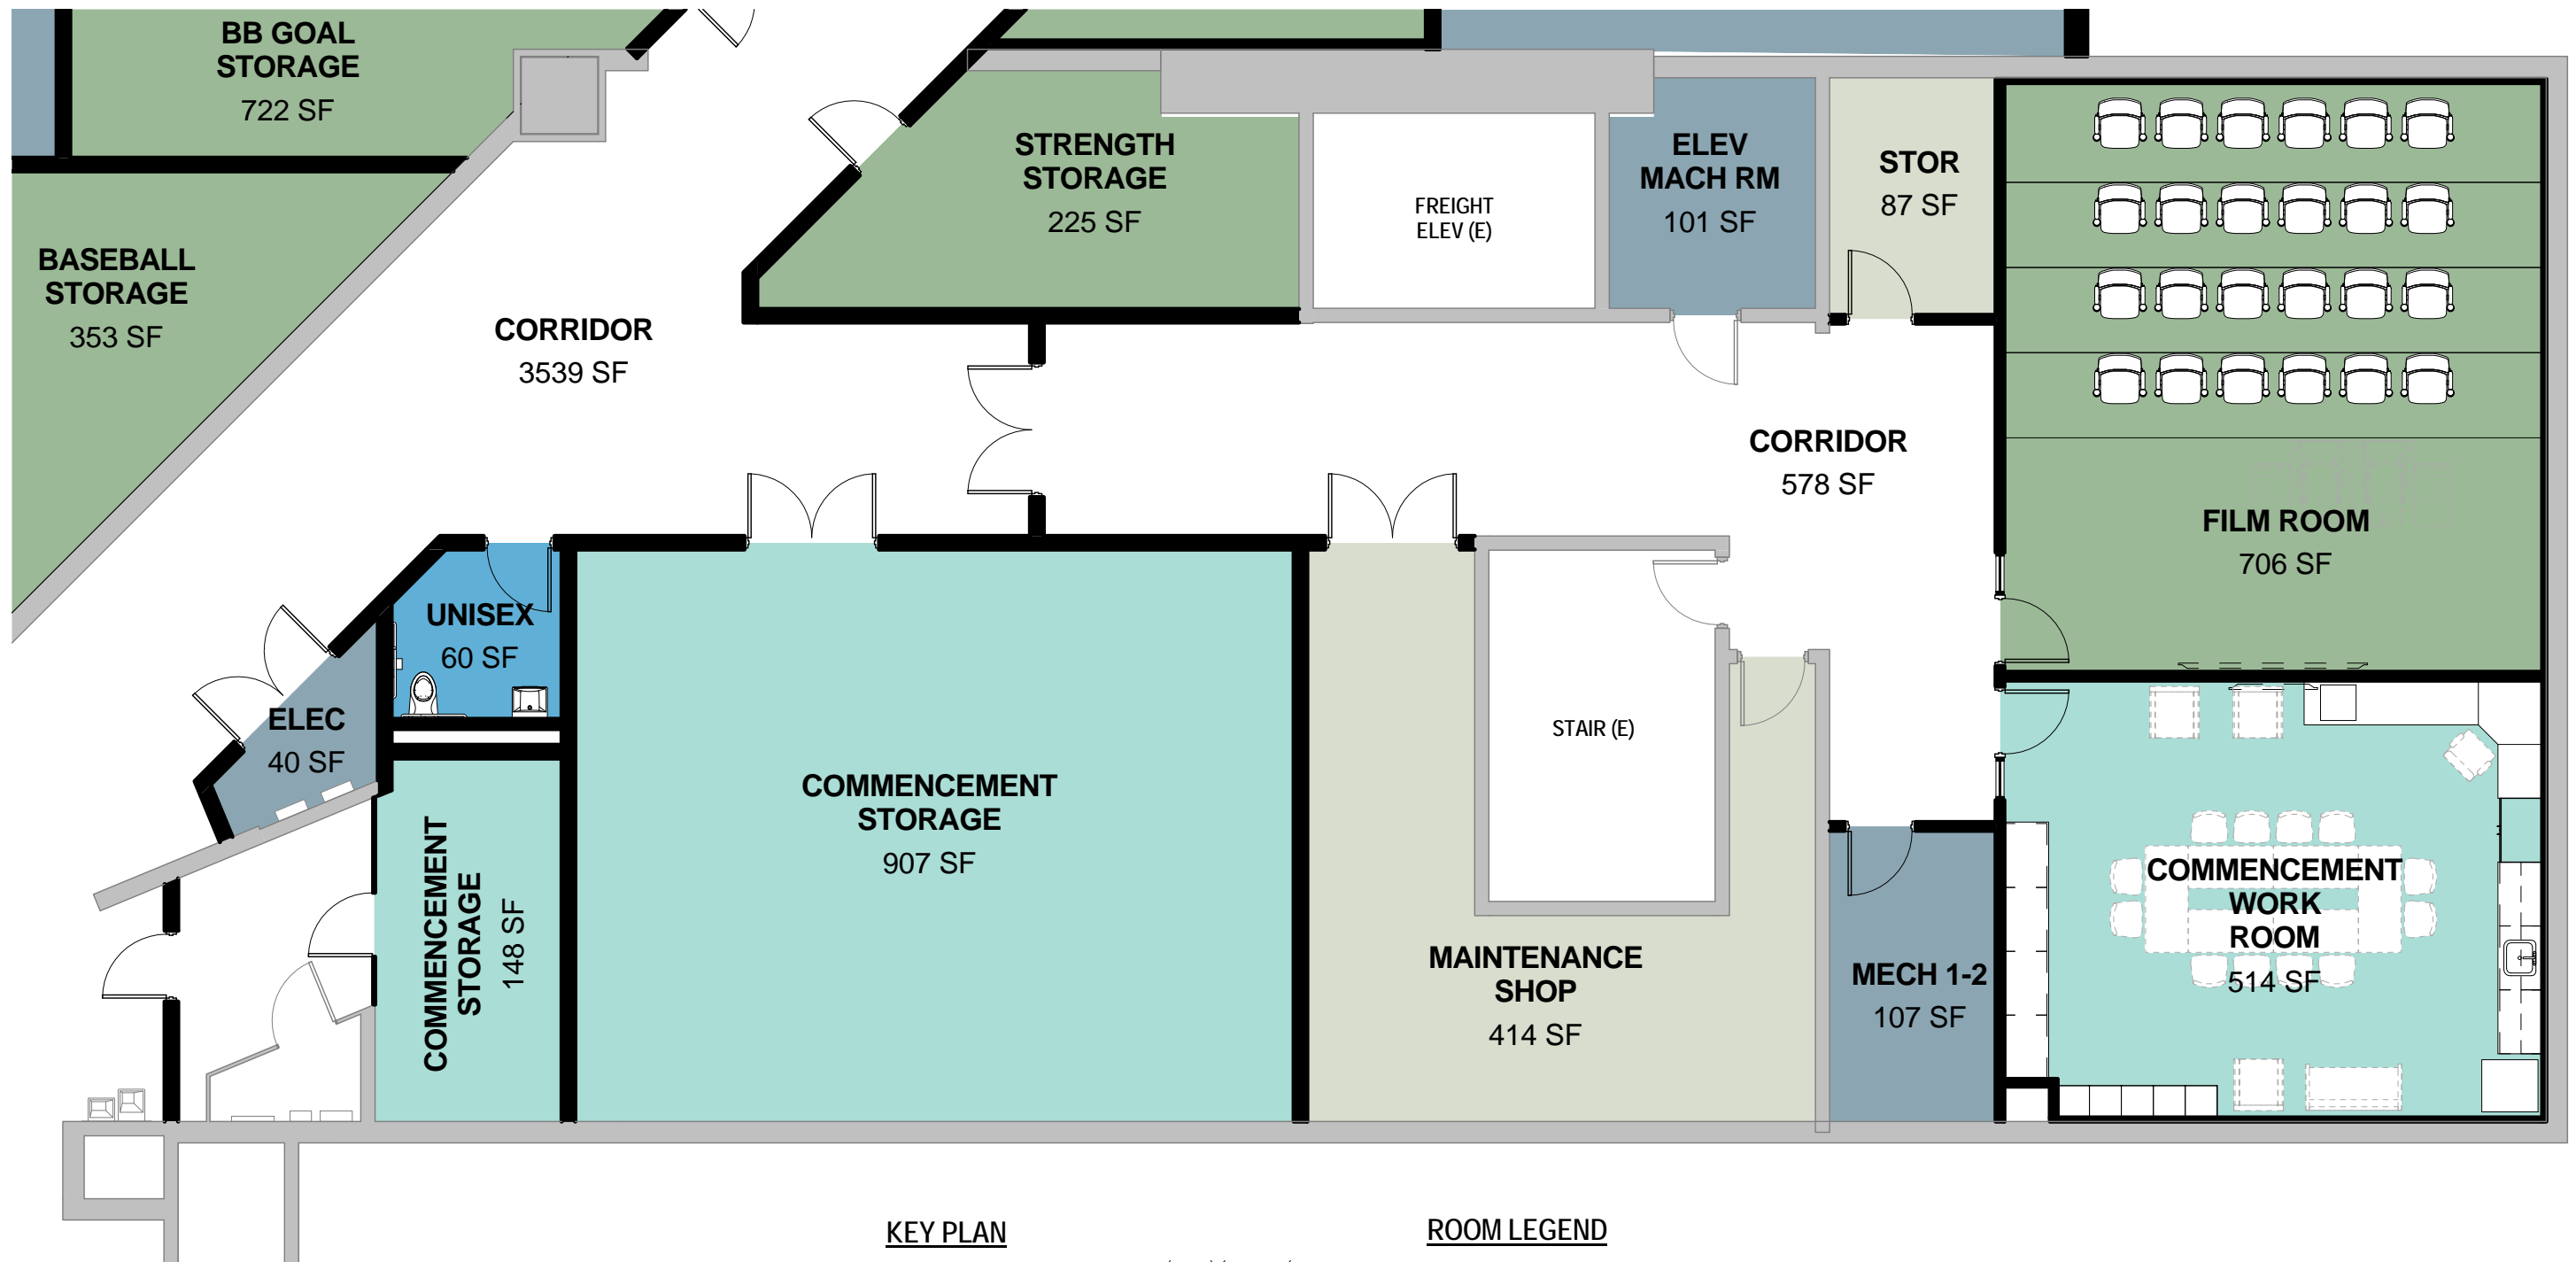 BB GOAL
STORAGE
722 SF
BASEBALL
STORAGE
353 SF
CORRIDOR
3539 SF
STRENGTH
STORAGE
225 SF
FREIGHT
ELEV (E)
ELEV
MACH RM
101 SF
STOR
87 SF
CORRIDOR
578 SF
FILM ROOM
706 SF
UNISEX
60 SF
ELEC
40 SF
COMMENCEMENT
STORAGE
148 SF
COMMENCEMENT
STORAGE
907 SF
STAIR (E)
MAINTENANCE
SHOP
414 SF
MECH 1-2
107 SF
COMMENCEMENT
WORK
ROOM
514 SF
KEY PLAN
ROOM LEGEND